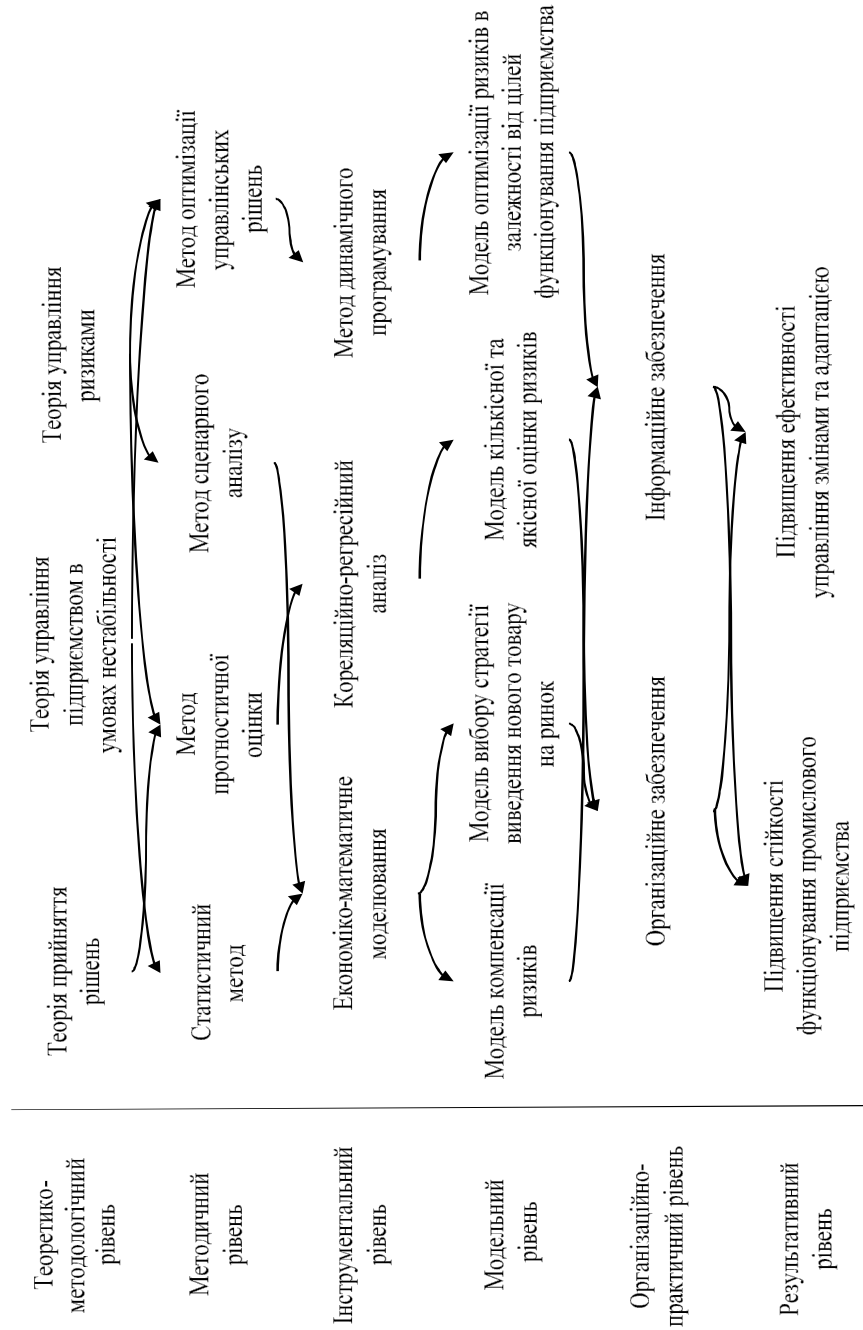 Теоретико-
методологічний
рівень
Теорія прийняття
рішень
Теорія управління
підприємством в
умовах нестабільності
Теорія управління
ризиками
Методичний
рівень
Статистичний
метод
Метод
прогностичної
оцінки
Метод сценарного
аналізу
Метод оптимізації
управлінських
рішень
Інструментальний
рівень
Економіко-математичне
моделювання
Кореляційно-регресійний
аналіз
Метод динамічного
програмування
Модельний
рівень
Модель компенсації
ризиків
Модель вибору стратегії
виведення нового товару
на ринок
Модель кількісної та
якісної оцінки ризиків
Модель оптимізації ризиків в
залежності від цілей
функціонування підприємства
Організаційно-
практичний рівень
Організаційне забезпечення
Інформаційне забезпечення
Результативний
рівень
Підвищення стійкості
функціонування промислового
підприємства
Підвищення ефективності
управління змінами та адаптацією